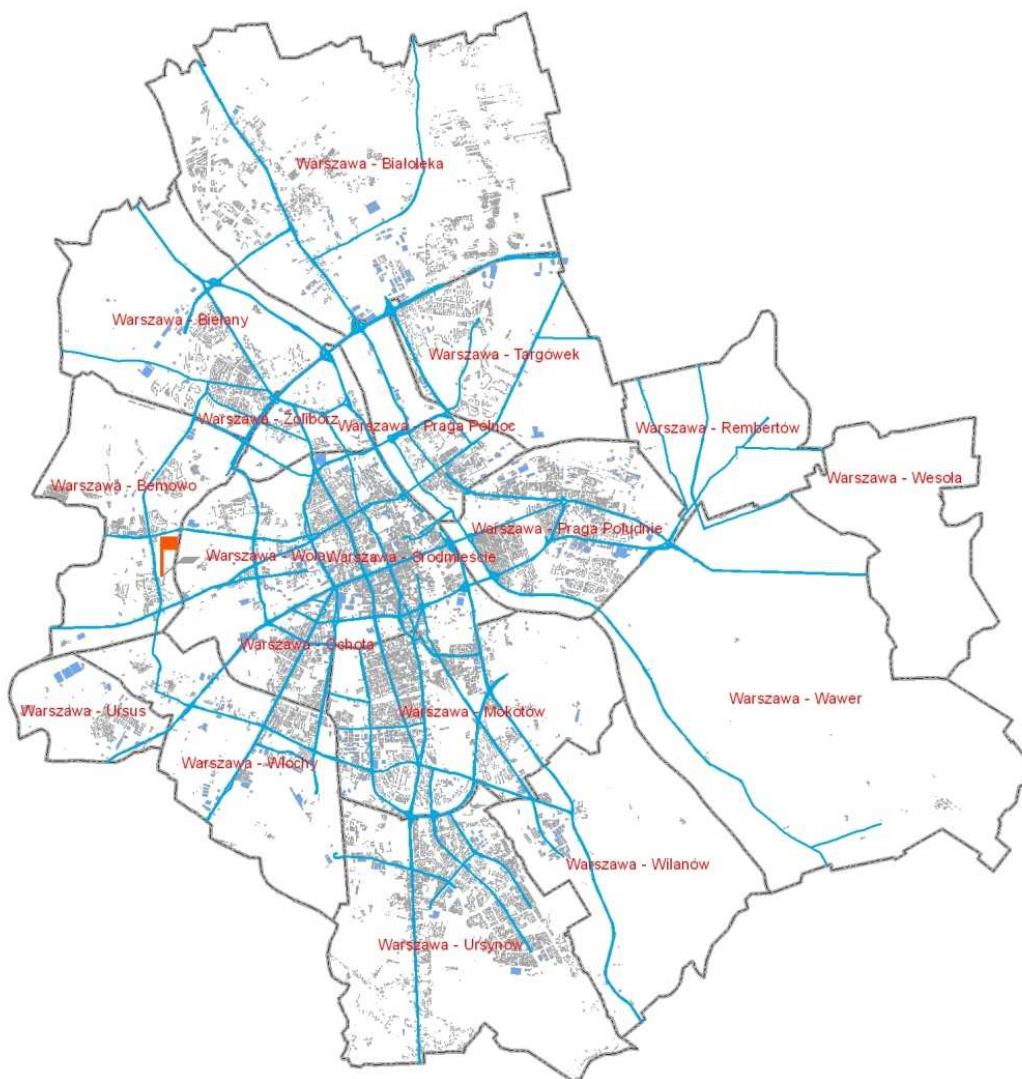 Warszawa - Białołęka
Warszawa - Bielany
Warszawa - Targówek
Warszawa - Żoliborz
Warszawa - Praga Północ
Warszawa - Rembertów
Warszawa - Wesoła
Warszawa - Bemowo
Warszawa - Praga Południe
Warszawa - Wola
Warszawa - Śródmieście
Warszawa - Ochota
Warszawa - Ursus
Warszawa - Mokotów
Warszawa - Wawer
Warszawa - Włochy
Warszawa - Wilanów
Warszawa - Ursynów